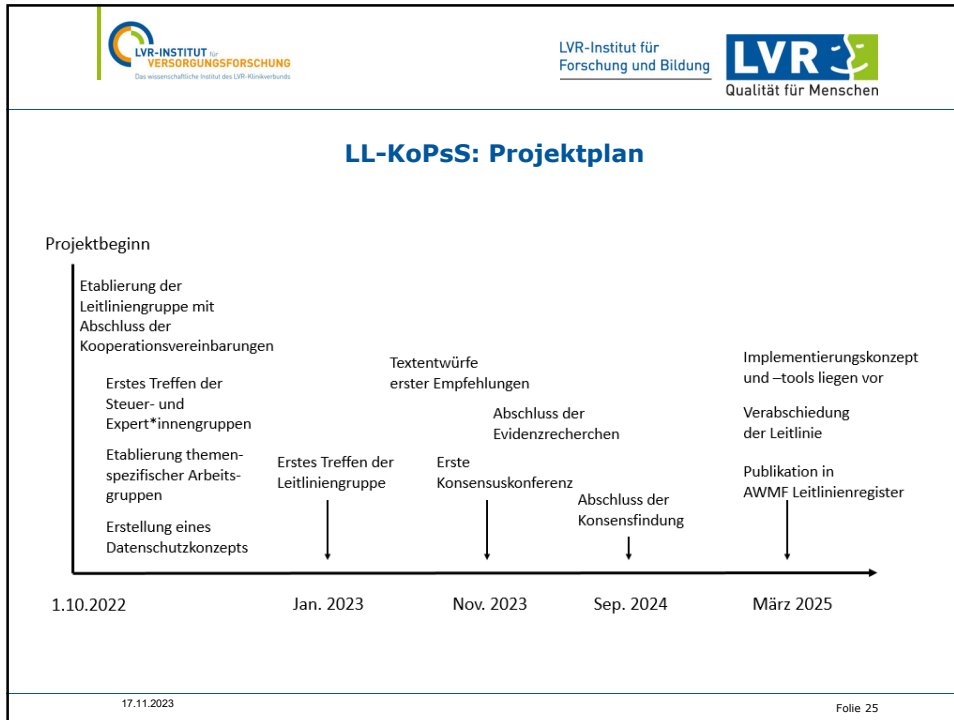 LVR-INSTITUT für
VERSORGUNGSFORSCHUNG
Das wissenschaftliche Institut des LVR-Klinikverbunds
LVR-Institut für
Forschung und Bildung
LVR
Qualität für Menschen
LL-KoPsS: Projektplan
Projektbeginn
Etablierung der
Leitliniengruppe mit
Abschluss der
Kooperationsvereinbarungen
Erstes Treffen der
Steuer- und
Expert*innengruppen
Etablierung themen-
spezifischer Arbeits-
gruppen
Erstellung eines
Datenschutzkonzepts
Erstes Treffen der
Leitliniengruppe
Textentwürfe
erster Empfehlungen
Abschluss der
Evidenzrecherchen
Erste
Konsensuskonferenz
Abschluss der
Konsensfindung
Implementierungskonzept
und –tools liegen vor
Verabschiedung
der Leitlinie
Publikation in
AWMF Leitlinienregister
1.10.2022
Jan. 2023
Nov. 2023
Sep. 2024
März 2025
17.11.2023
Folie 25